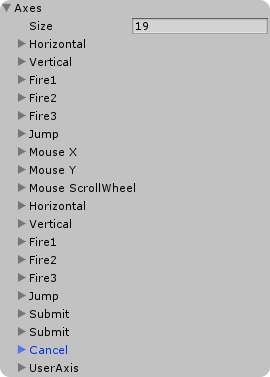 Axes
Size 19
Horizontal
Vertical
Fire1
Fire2
Fire3
Jump
Mouse X
Mouse Y
Mouse ScrollWheel
Horizontal
Vertical
Fire1
Fire2
Fire3
Jump
Submit
Submit
Cancel
UserAxis